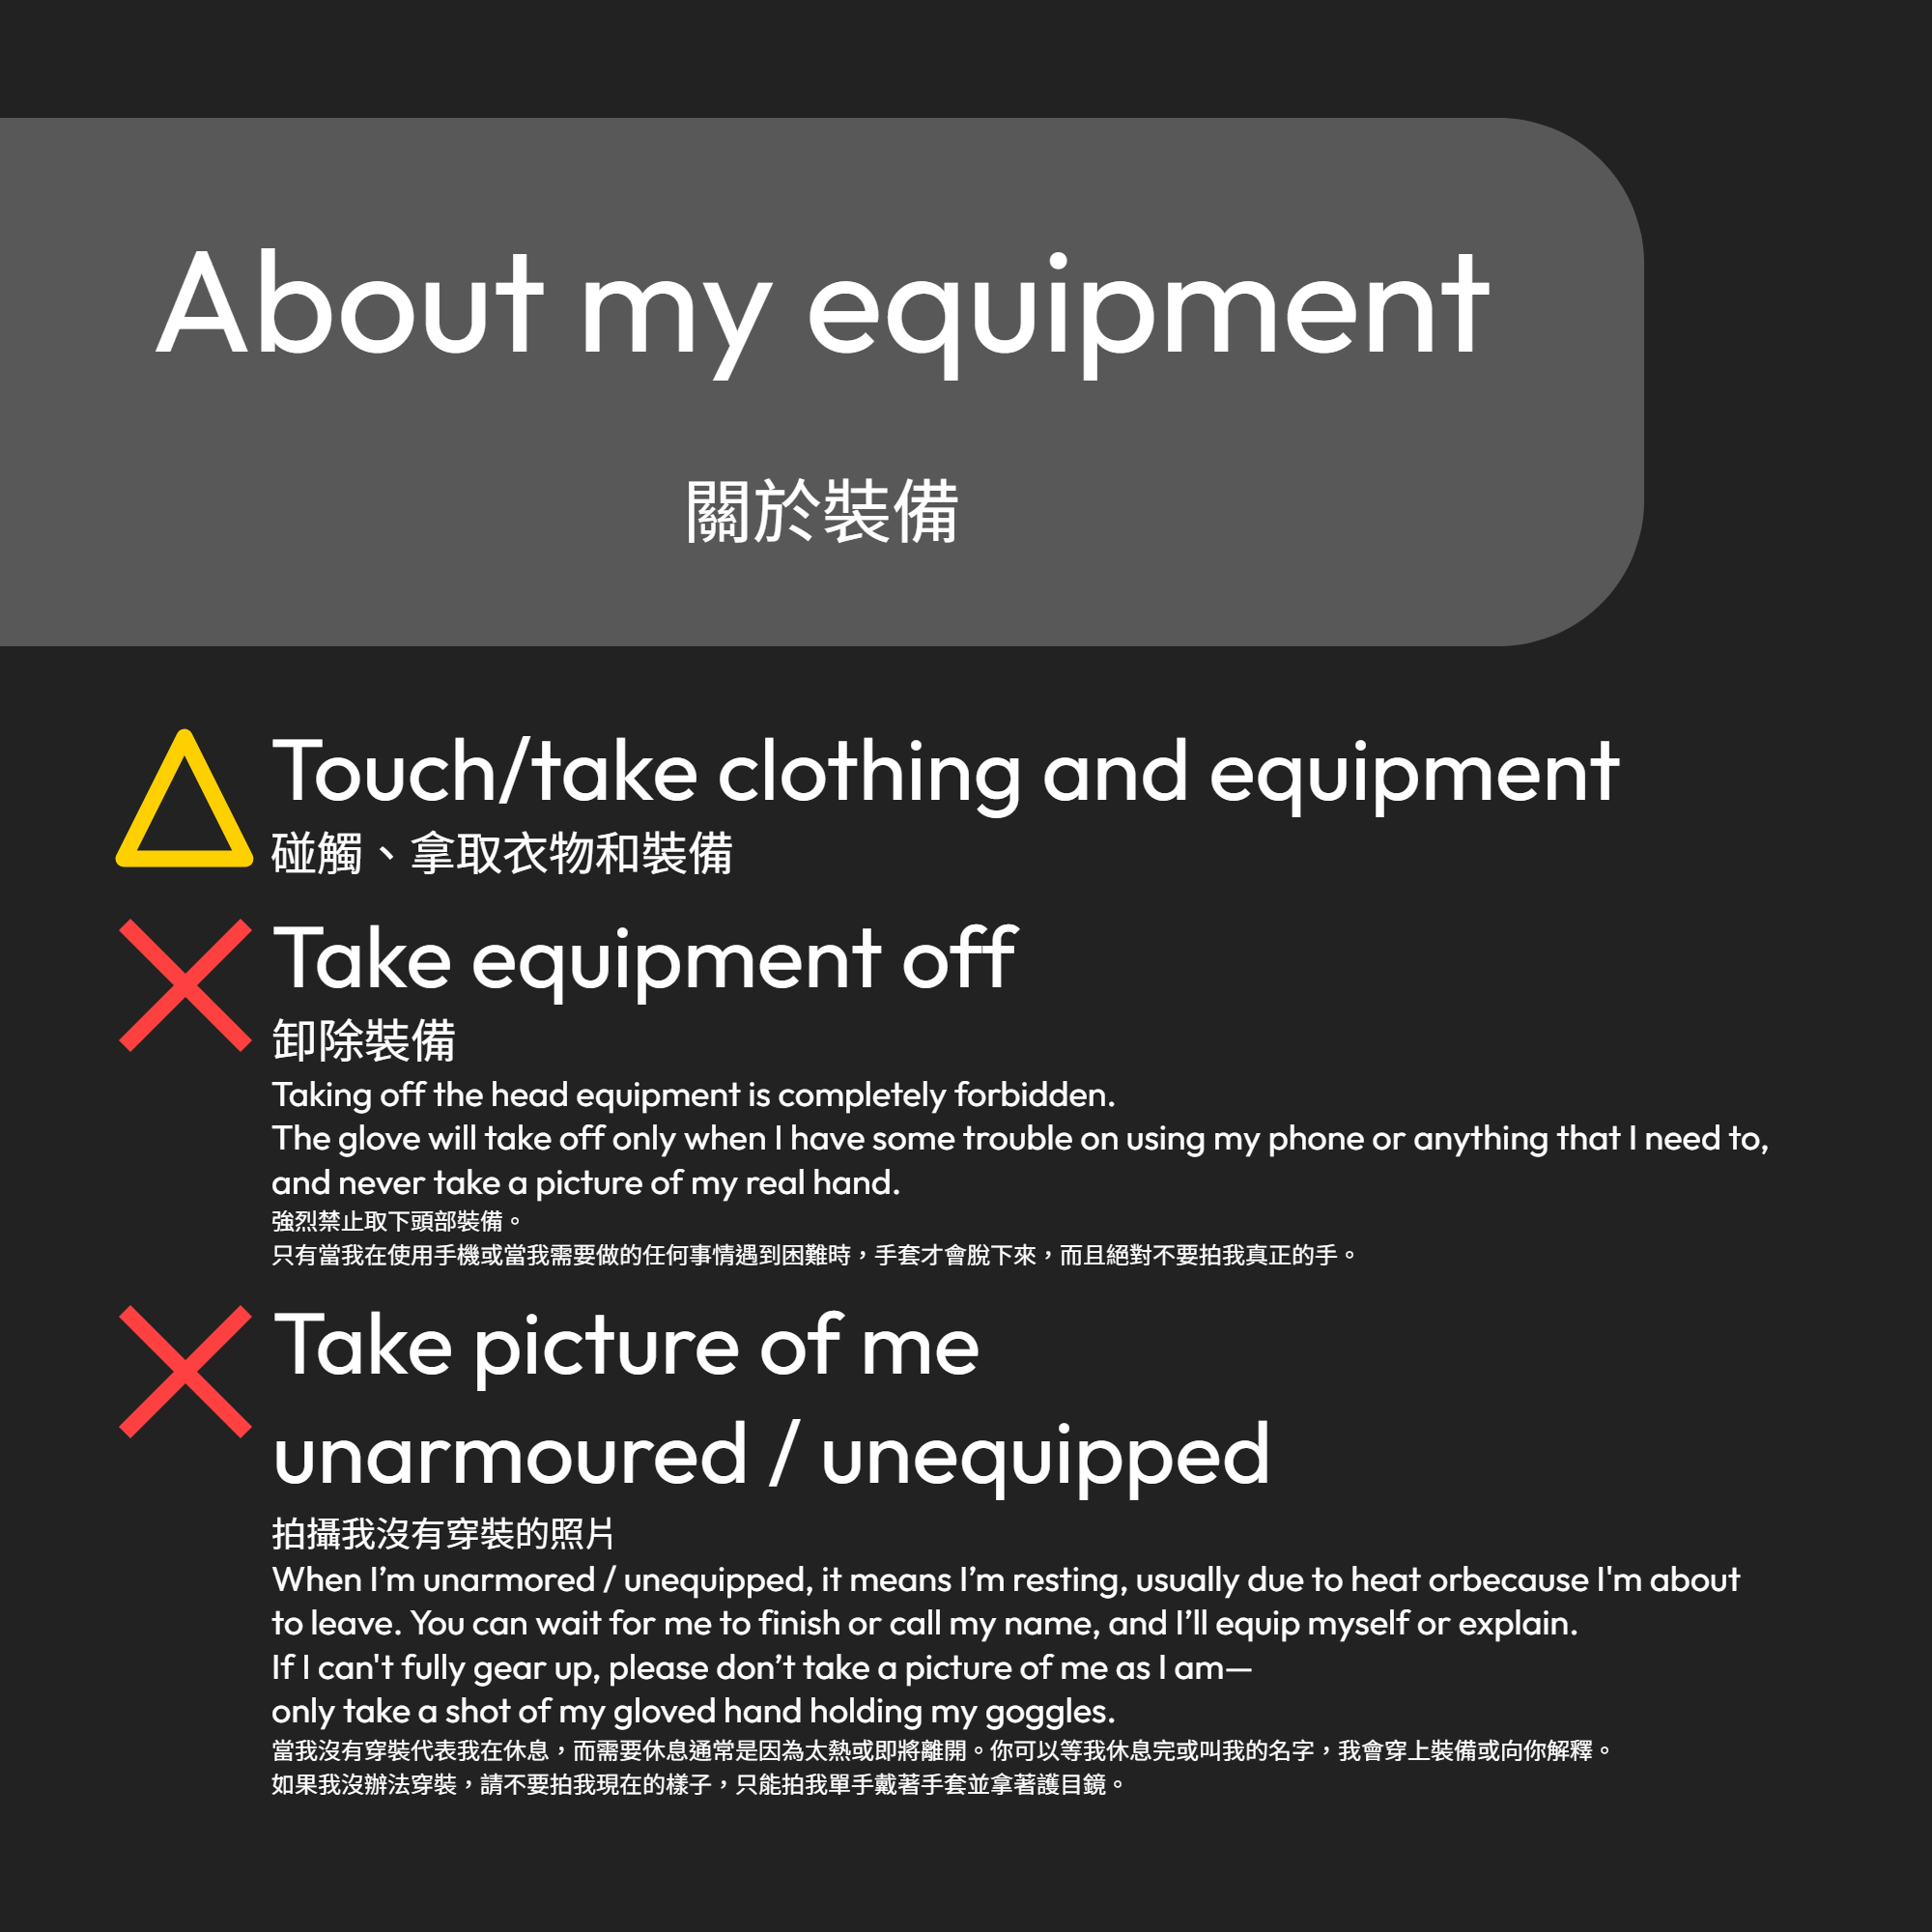 About my equipment
關於裝備
Touch/take clothing and equipment
碰觸、拿取衣物和裝備
Take equipment off
卸除裝備
Taking off the head equipment is completely forbidden.
The glove will take off only when I have some trouble on using my phone or anything that I need to,
and never take a picture of my real hand.
強烈禁止取下頭部裝備。
只有當我在使用手機或當我需要做的任何事情遇到困難時，手套才會脫下來，而且絕對不要拍我真正的手。
Take picture of me
unarmoured / unequipped
拍攝我沒有穿裝的照片
When I’m unarmored / unequipped, it means I’m resting, usually due to heat orbecause I'm about
to leave. You can wait for me to finish or call my name, and I’ll equip myself or explain.
If I can't fully gear up, please don’t take a picture of me as I am—
only take a shot of my gloved hand holding my goggles.
當我沒有穿裝代表我在休息，而需要休息通常是因為太熱或即將離開。你可以等我休息完或叫我的名字，我會穿上裝備或向你解釋。
如果我沒辦法穿裝，請不要拍我現在的樣子，只能拍我單手戴著手套並拿著護目鏡。